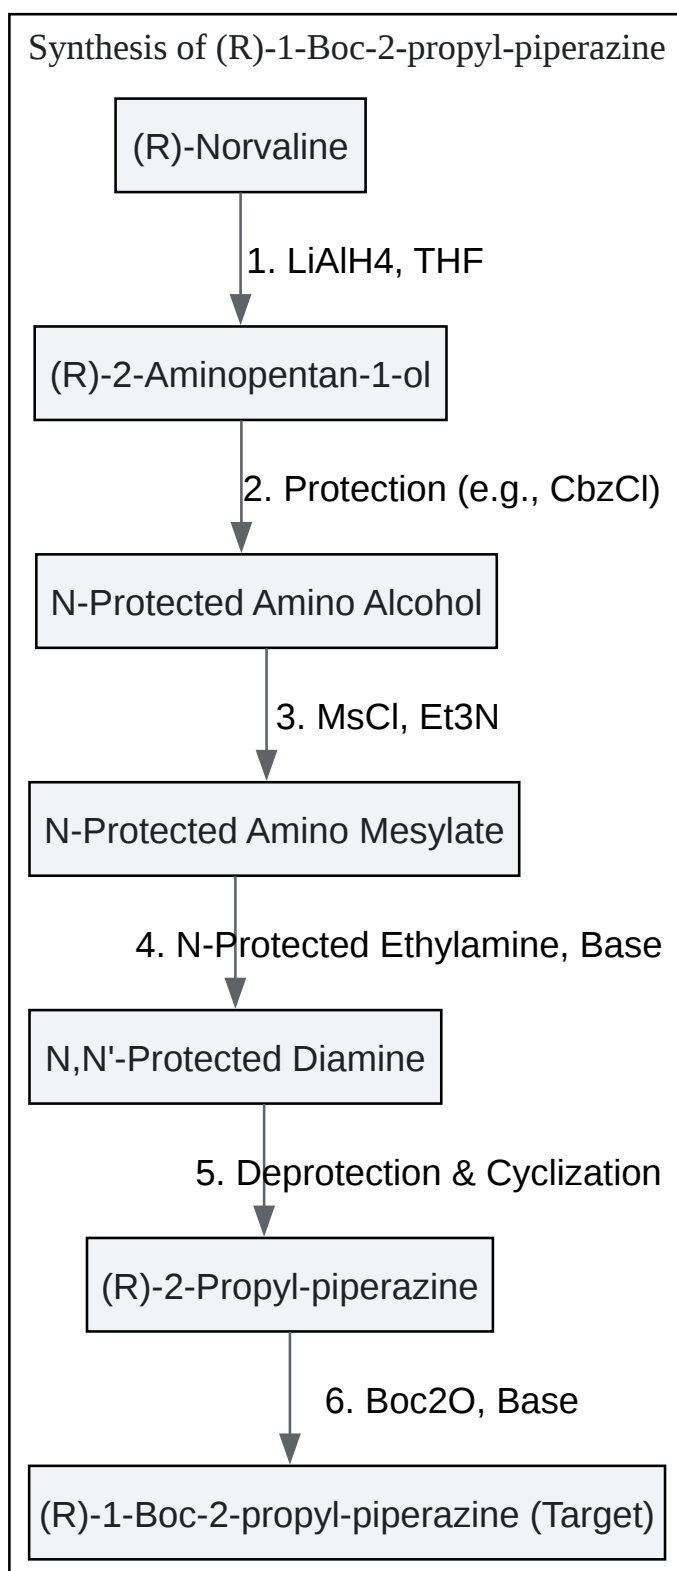 Synthesis of (R)-1-Boc-2-propyl-piperazine
(R)-Norvaline
1. LiAlH4, THF
(R)-2-Aminopentan-1-ol
2. Protection (e.g., CbzCl)
N-Protected Amino Alcohol
3. MsCl, Et3N
N-Protected Amino Mesylate
4. N-Protected Ethylamine, Base
N,N'-Protected Diamine
5. Deprotection & Cyclization
(R)-2-Propyl-piperazine
6. Boc2O, Base
(R)-1-Boc-2-propyl-piperazine (Target)